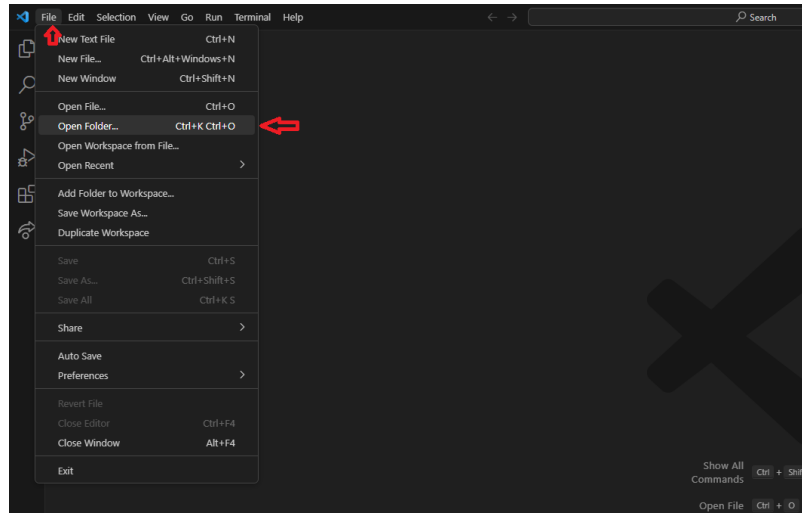 File Edit Selection View Go Run Terminal Help
Search
New Text File Ctrl+N
New File... Ctrl+Alt+Windows+N
New Window Ctrl+Shift+N
Open File... Ctrl+O
Open Folder... Ctrl+K Ctrl+O
Open Workspace from File...
Open Recent
Add Folder to Workspace...
Save Workspace As...
Duplicate Workspace
Save Ctrl+S
Save As... Ctrl+Shift+S
Save All Ctrl+K S
Share
Auto Save
Preferences
Revert File
Close Editor Ctrl+F4
Close Window Alt+F4
Exit
Show All
Commands Ctrl + Shif
Open File Ctrl + O